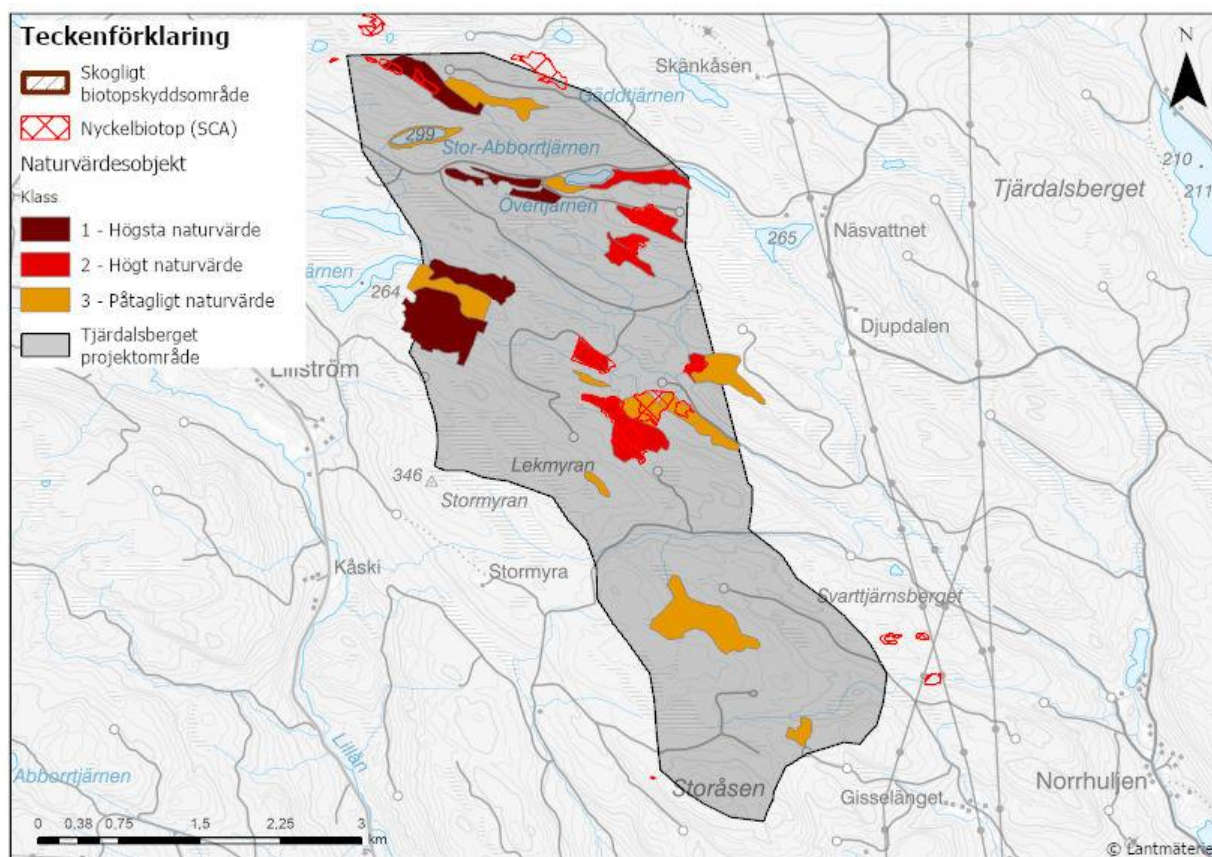 Teckenförklaring
Skogligt
biotopskyddsområde
Nyckelbiotop (SCA)
Naturvärdesobjekt
Klass
1 - Högsta naturvärde
2 - Högt naturvärde
3 - Påtagligt naturvärde
Tjärdalsberget
projektområde
N
Skänkåsen
Gäddtjärnen
299
Stor-Abborrtjärnen
210
211
Tjärdalsberget
Övertjärnen
265
Näsvattnet
264
Djupdalen
Lillström
Lekmyran
346
Stormyran
Kåski
Stormyra
Svarttjärnsberget
Lillån
Abborrtjärnen
Storåsen
Gisselänget
Norrhuljen
0 0,38 0,75 1,5 2,25 3
km
© Lantmäterie